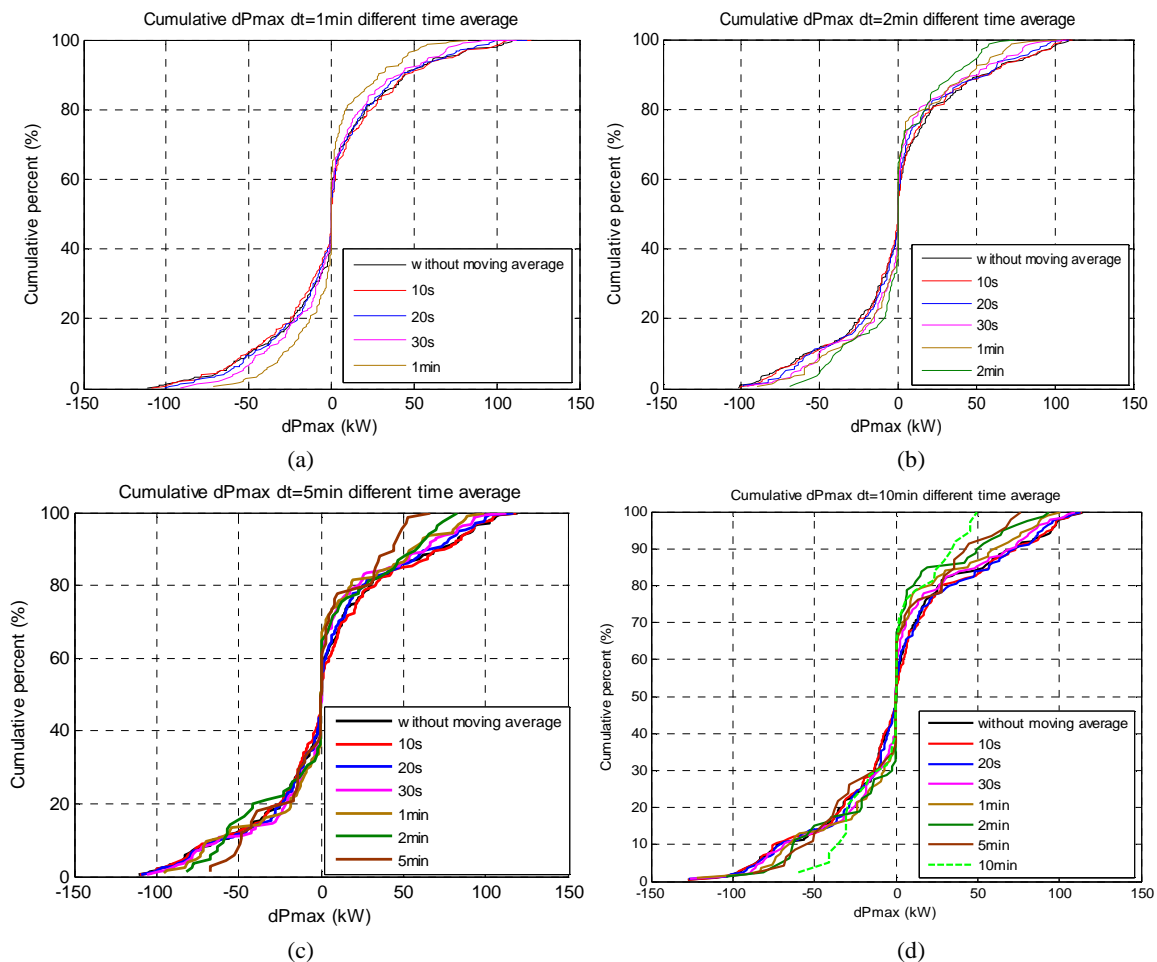 Cumulative dPmax dt=1min different time average
100
80
60
40
20
0
-150
-100
-50
0
50
100
150
Cumulative percent (%)
dPmax (kW)
without moving average
10s
20s
30s
1min
(a)
Cumulative dPmax dt=2min different time average
100
80
60
40
20
0
-150
-100
-50
0
50
100
150
Cumulative percent (%)
dPmax (kW)
without moving average
10s
20s
30s
1min
2min
(b)
Cumulative dPmax dt=5min different time average
100
80
60
40
20
0
-150
-100
-50
0
50
100
150
Cumulative percent (%)
dPmax (kW)
without moving average
10s
20s
30s
1min
2min
5min
(c)
Cumulative dPmax dt=10min different time average
100
90
80
70
60
50
40
30
20
10
0
-150
-100
-50
0
50
100
150
Cumulative percent (%)
dPmax (kW)
without moving average
10s
20s
30s
1min
2min
5min
10min
(d)